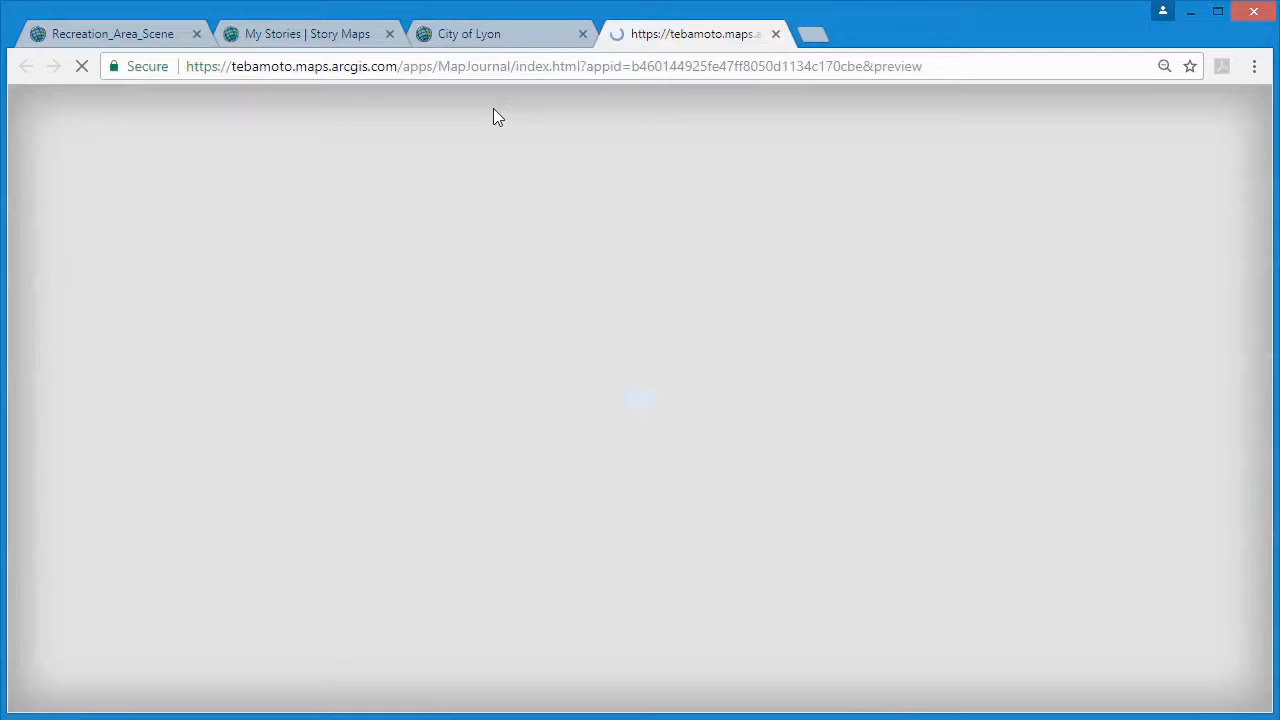 Recreation_Area_Scene
My Stories | Story Maps
City of Lyon
https://tebamoto.maps.a
Secure
https://tebamoto.maps.arcgis.com/apps/MapJournal/index.html?appid=b460144925fe47ff8050d1134c170cbe&preview